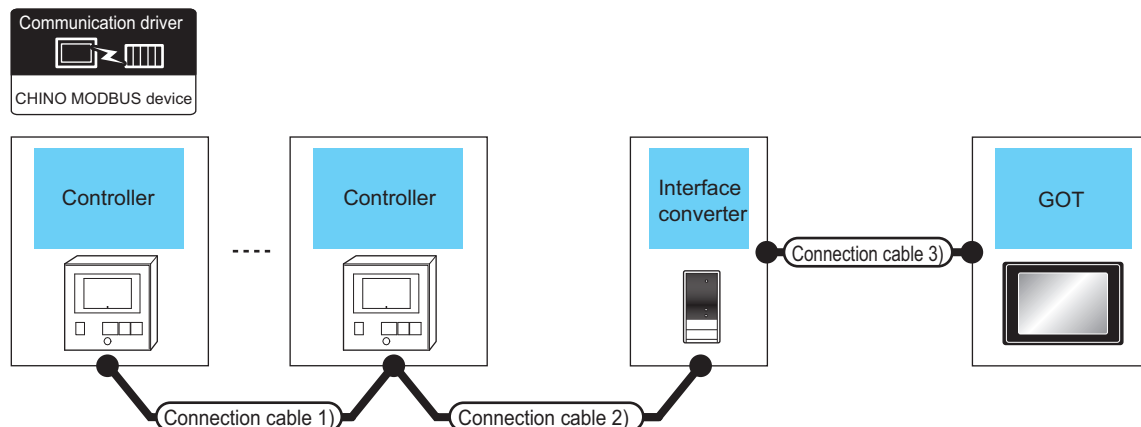 Communication driver
CHINO MODBUS device
Controller
Controller
Interface
converter
GOT
Connection cable 3)
Connection cable 1)
Connection cable 2)